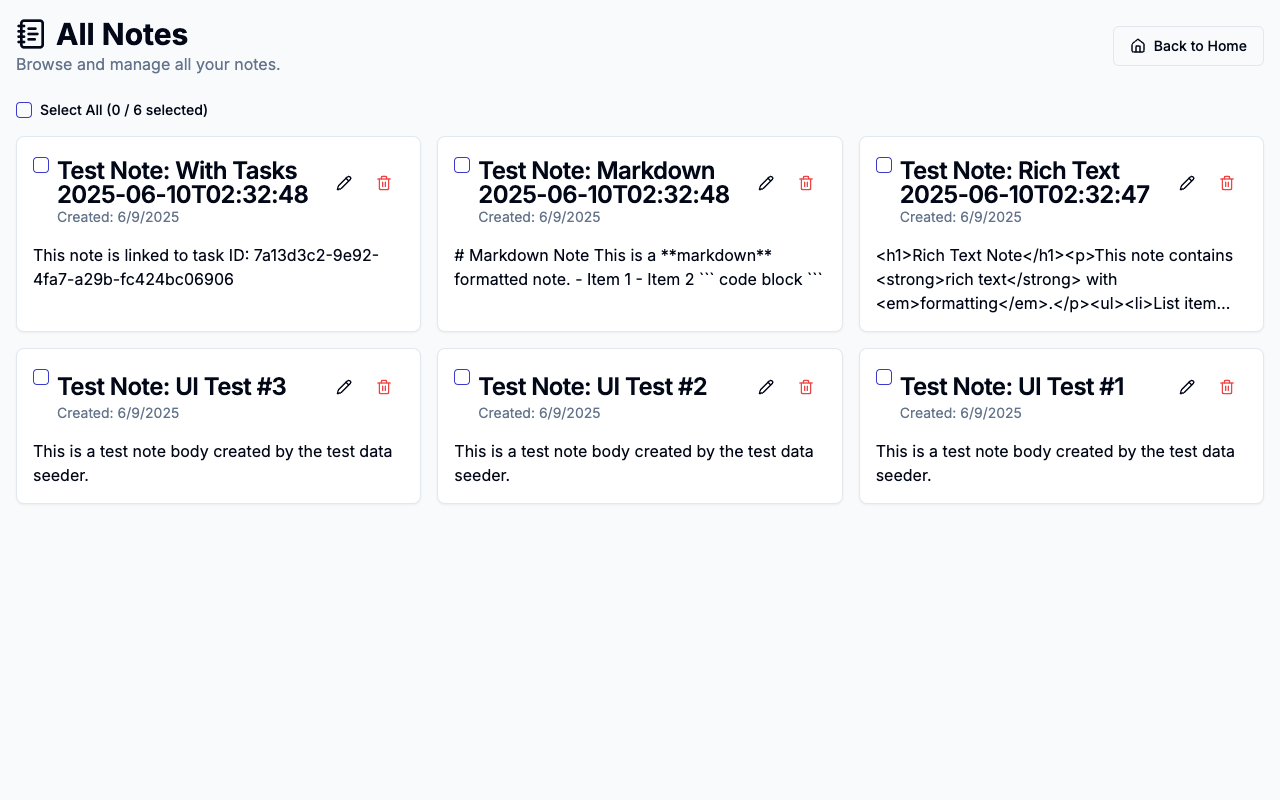 All Notes
Browse and manage all your notes.
Back to Home
Select All (0 / 6 selected)
Test Note: With Tasks
2025-06-10T02:32:48
Created: 6/9/2025
This note is linked to task ID: 7a13d3c2-9e92-
4fa7-a29b-fc424bc06906
Test Note: Markdown
2025-06-10T02:32:48
Created: 6/9/2025
# Markdown Note This is a **markdown**
formatted note. - Item 1 - Item 2 ``` code block ```
Test Note: Rich Text
2025-06-10T02:32:47
Created: 6/9/2025
<h1>Rich Text Note</h1><p>This note contains
<strong>rich text</strong> with
<em>formatting</em>.</p><ul><li>List item...
Test Note: UI Test #3
Created: 6/9/2025
This is a test note body created by the test data
seeder.
Test Note: UI Test #2
Created: 6/9/2025
This is a test note body created by the test data
seeder.
Test Note: UI Test #1
Created: 6/9/2025
This is a test note body created by the test data
seeder.